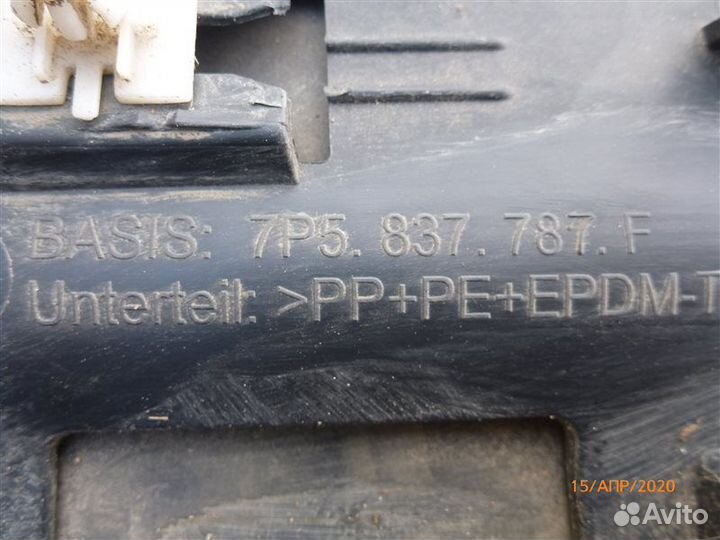 BASIS: 7P5. 837. 787. F
Unterteil: >PP+PE+EPDM-T
15/АПР/2020
Avito